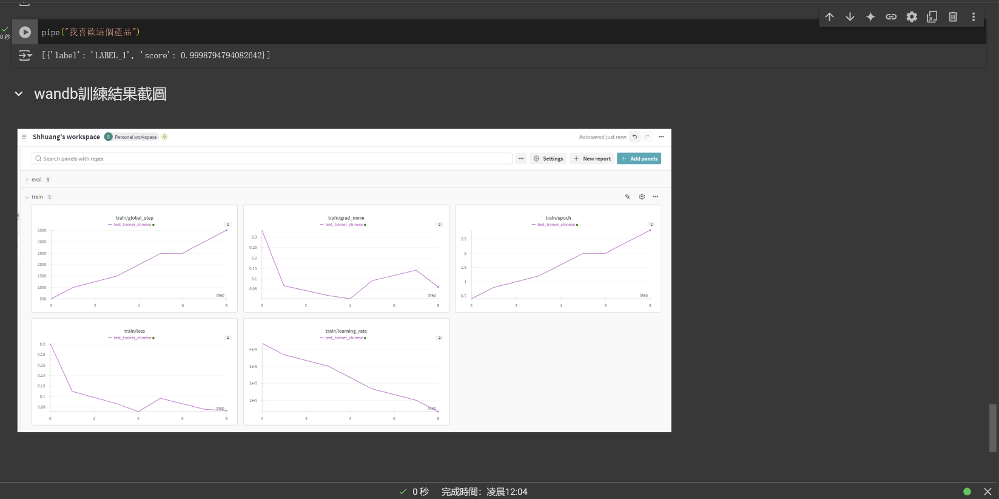 0 秒
pipe("我喜歡這個產品")
[{'label': 'LABEL_1', 'score': 0.9998794794082642}]
wandb訓練結果截圖
Shhuang's workspace
S
Personal workspace
Autosaved just now
Search panels with regex
Settings
New report
Add panels
eval 5
train 5
train/global_step
test_trainer_chinese
3500
3000
2500
2000
1500
1000
500
Step
0 2 4 6 8
train/grad_norm
test_trainer_chinese
0.3
0.25
0.2
0.15
0.1
0.05
Step
0 2 4 6 8
train/epoch
test_trainer_chinese
2.5
2
1.5
1
0.5
Step
0 2 4 6 8
train/loss
test_trainer_chinese
0.2
0.18
0.16
0.14
0.12
0.1
0.08
Step
0 2 4 6 8
train/learning_rate
test_trainer_chinese
4e-5
3e-5
2e-5
1e-5
Step
0 2 4 6 8
0 秒 完成時間：凌晨12:04